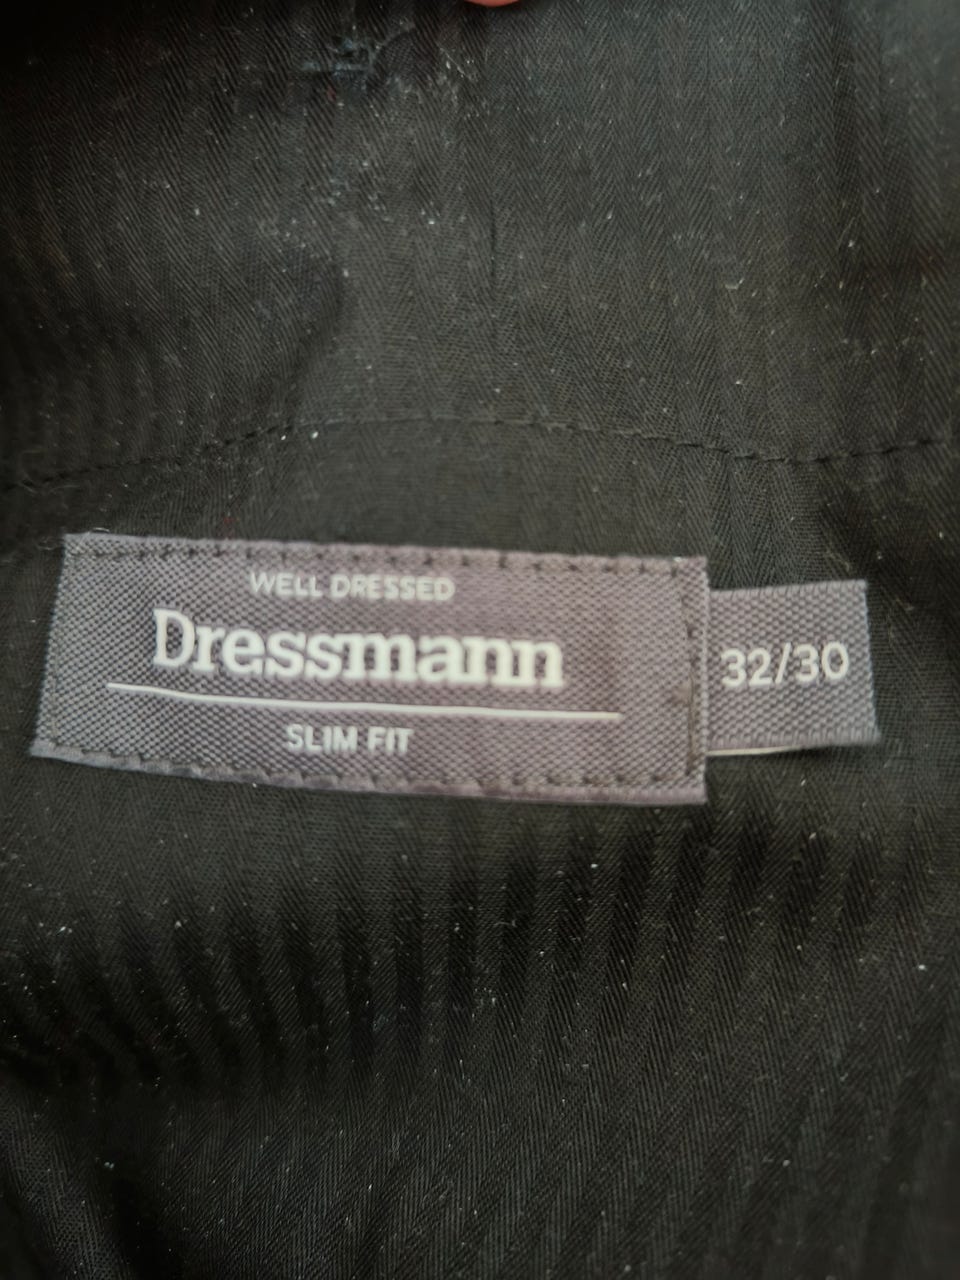 WELL DRESSED
Dressmann
SLIM FIT
32/30